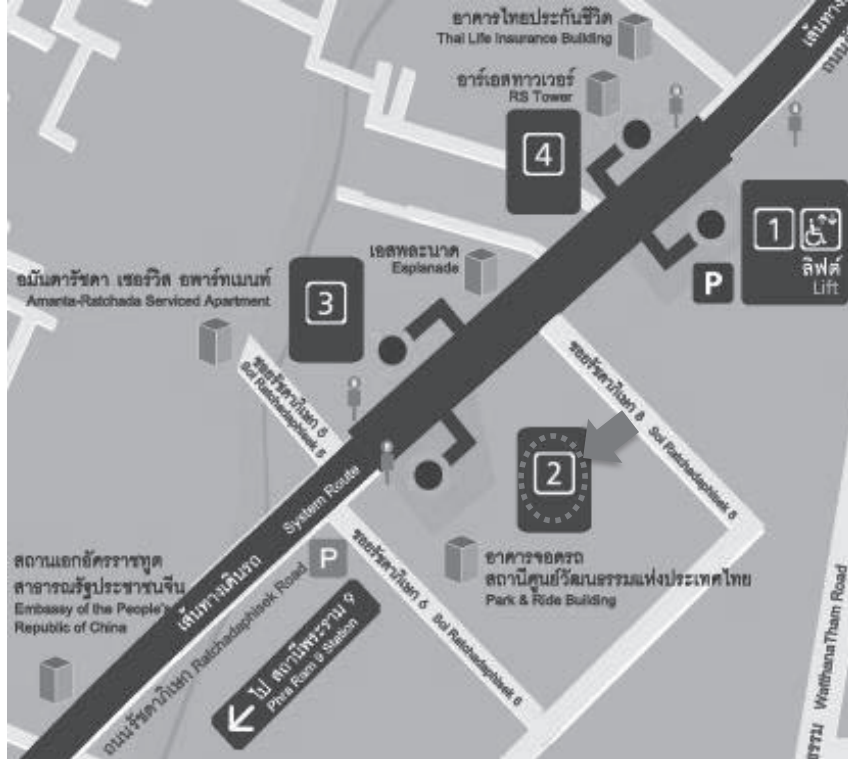 อาคารไทยประกันชีวิต
Thai Life Insurance Building
อาร์เอสทาวเวอร์
RS Tower
4
1
ลิฟต์
Lift
P
เอสพละนาด
Esplanade
3
อมันตารัชดา เซอร์วิส อพาร์ทเมนท์
Amanta-Ratchada Serviced Apartment
ซอยรัชดาภิเษก 5
Soi Ratchadaphisek 5
ซอยรัชดาภิเษก 8 Soi Ratchadaphisek 8
2
อาคารจอดรถ
สถานีศูนย์วัฒนธรรมแห่งประเทศไทย
Park & Ride Building
เส้นทางเดินรถ System Route
P
ซอยรัชดาภิเษก 6 Soi Ratchadaphisek 6
สถานเอกอัครราชทูต
สาธารณรัฐประชาชนจีน
Embassy of the People's
Republic of China
ถนนรัชดาภิเษก Ratchadaphisek Road
ไป สถานีพระราม 9
Phra Ram 9 Station
WatthanaTham Road